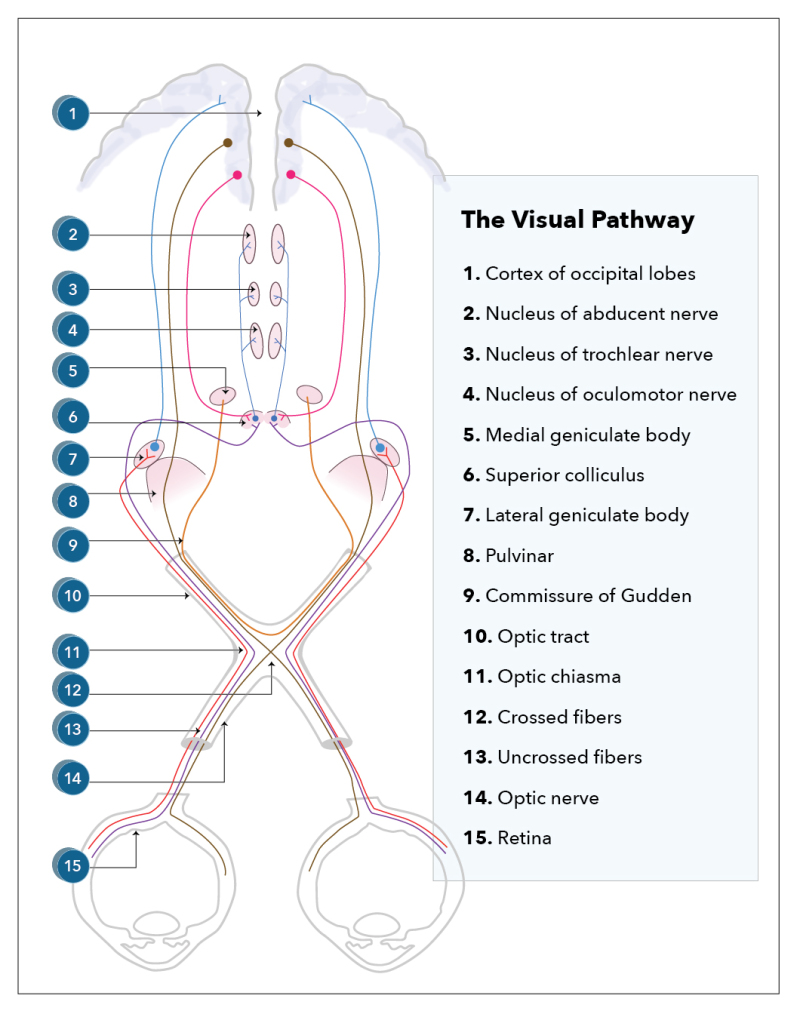 1
2
3
4
5
6
7
8
9
10
11
12
13
14
15
The Visual Pathway
1. Cortex of occipital lobes
2. Nucleus of abducent nerve
3. Nucleus of trochlear nerve
4. Nucleus of oculomotor nerve
5. Medial geniculate body
6. Superior colliculus
7. Lateral geniculate body
8. Pulvinar
9. Commissure of Gudden
10. Optic tract
11. Optic chiasma
12. Crossed fibers
13. Uncrossed fibers
14. Optic nerve
15. Retina